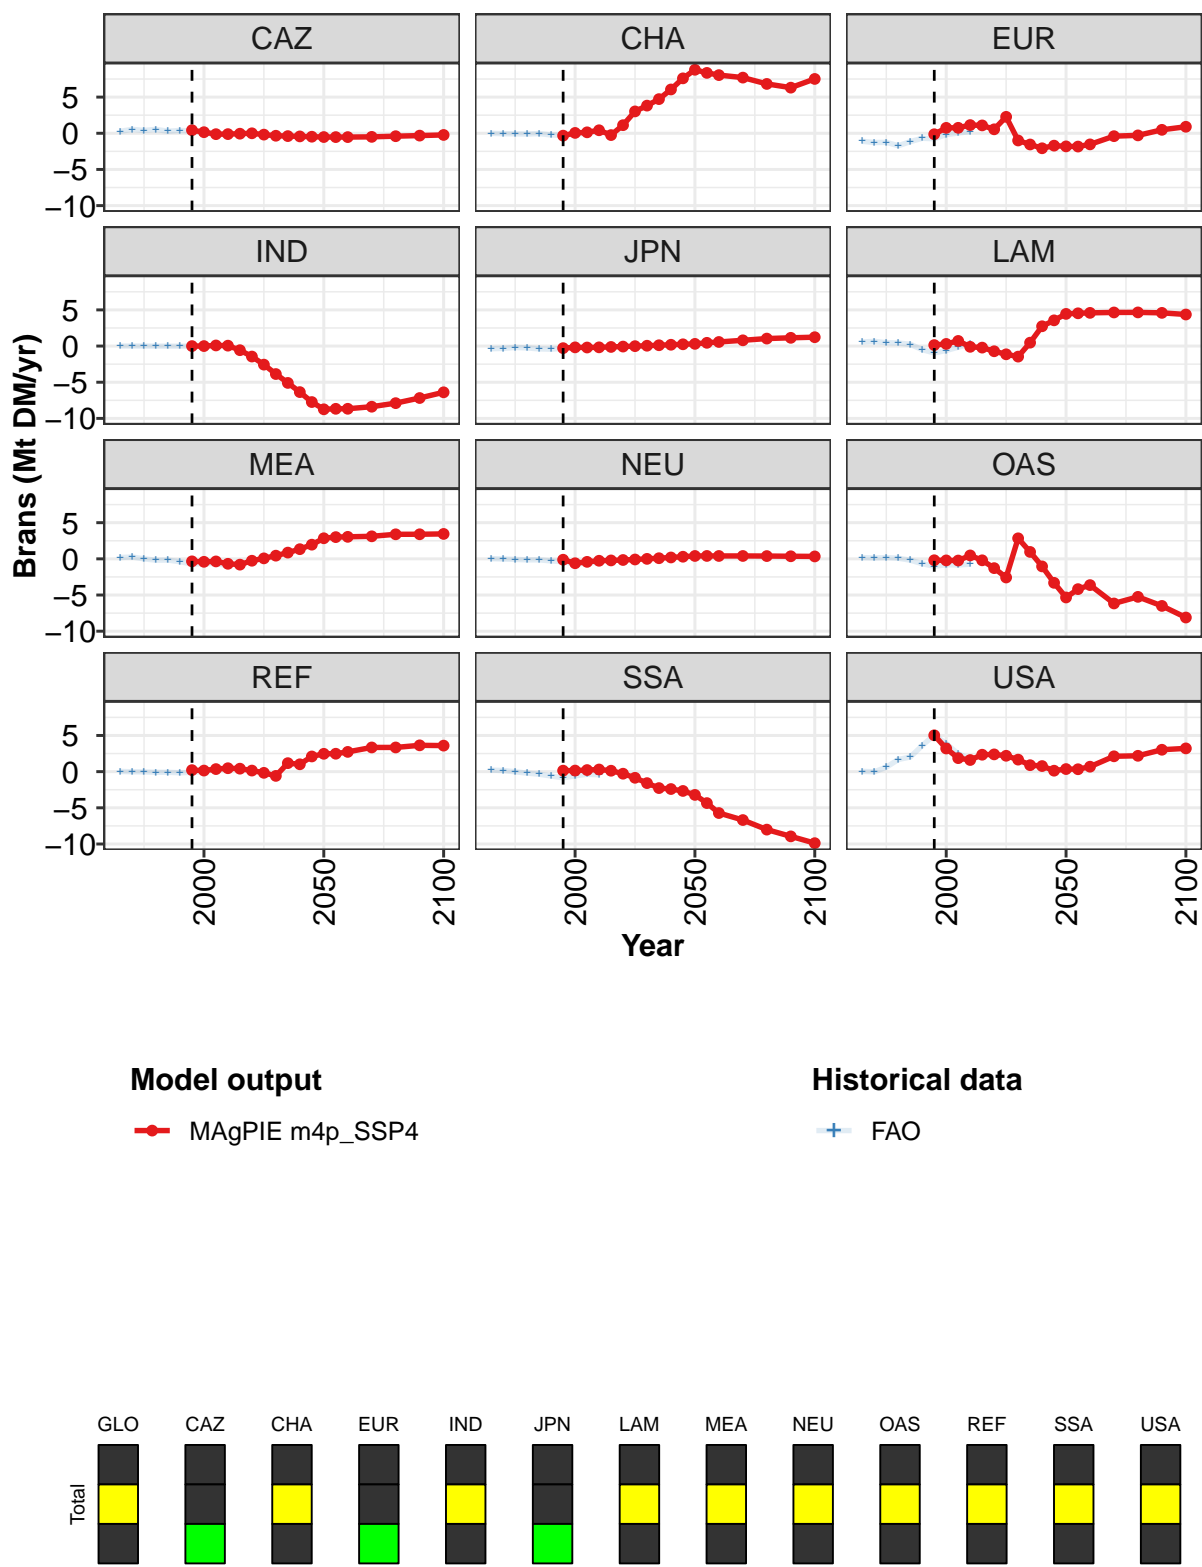 CAZ CHA EUR
5
0
−5
−10
IND JPN LAM
5
0
−5
−10
MEA NEU OAS
5
0
−5
−10
REF SSA USA
5
0
−5
−10
Brans (Mt DM/yr)
2000 2050 2100 2000 2050 2100 2000 2050 2100
Year
Model output Historical data
MAgPIE m4p_SSP4 FAO
GLO CAZ CHA EUR IND JPN LAM MEA NEU OAS REF SSA USA
Total